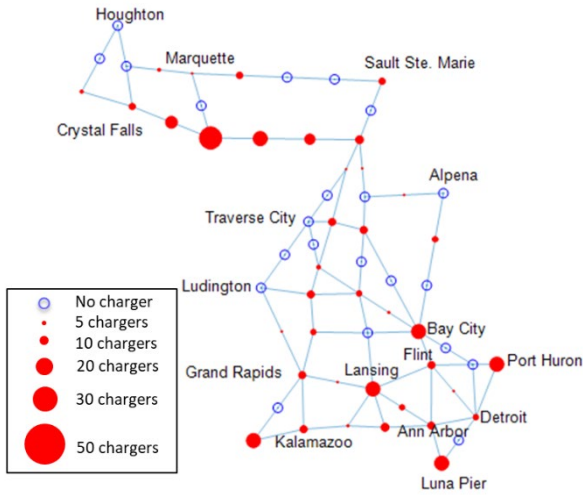 Houghton
Marquette
Sault Ste. Marie
Crystal Falls
Alpena
Traverse City
Ludington
No charger
5 chargers
10 chargers
20 chargers
30 chargers
50 chargers
Bay City
Flint
Port Huron
Grand Rapids
Lansing
Detroit
Kalamazoo
Ann Arbor
Luna Pier